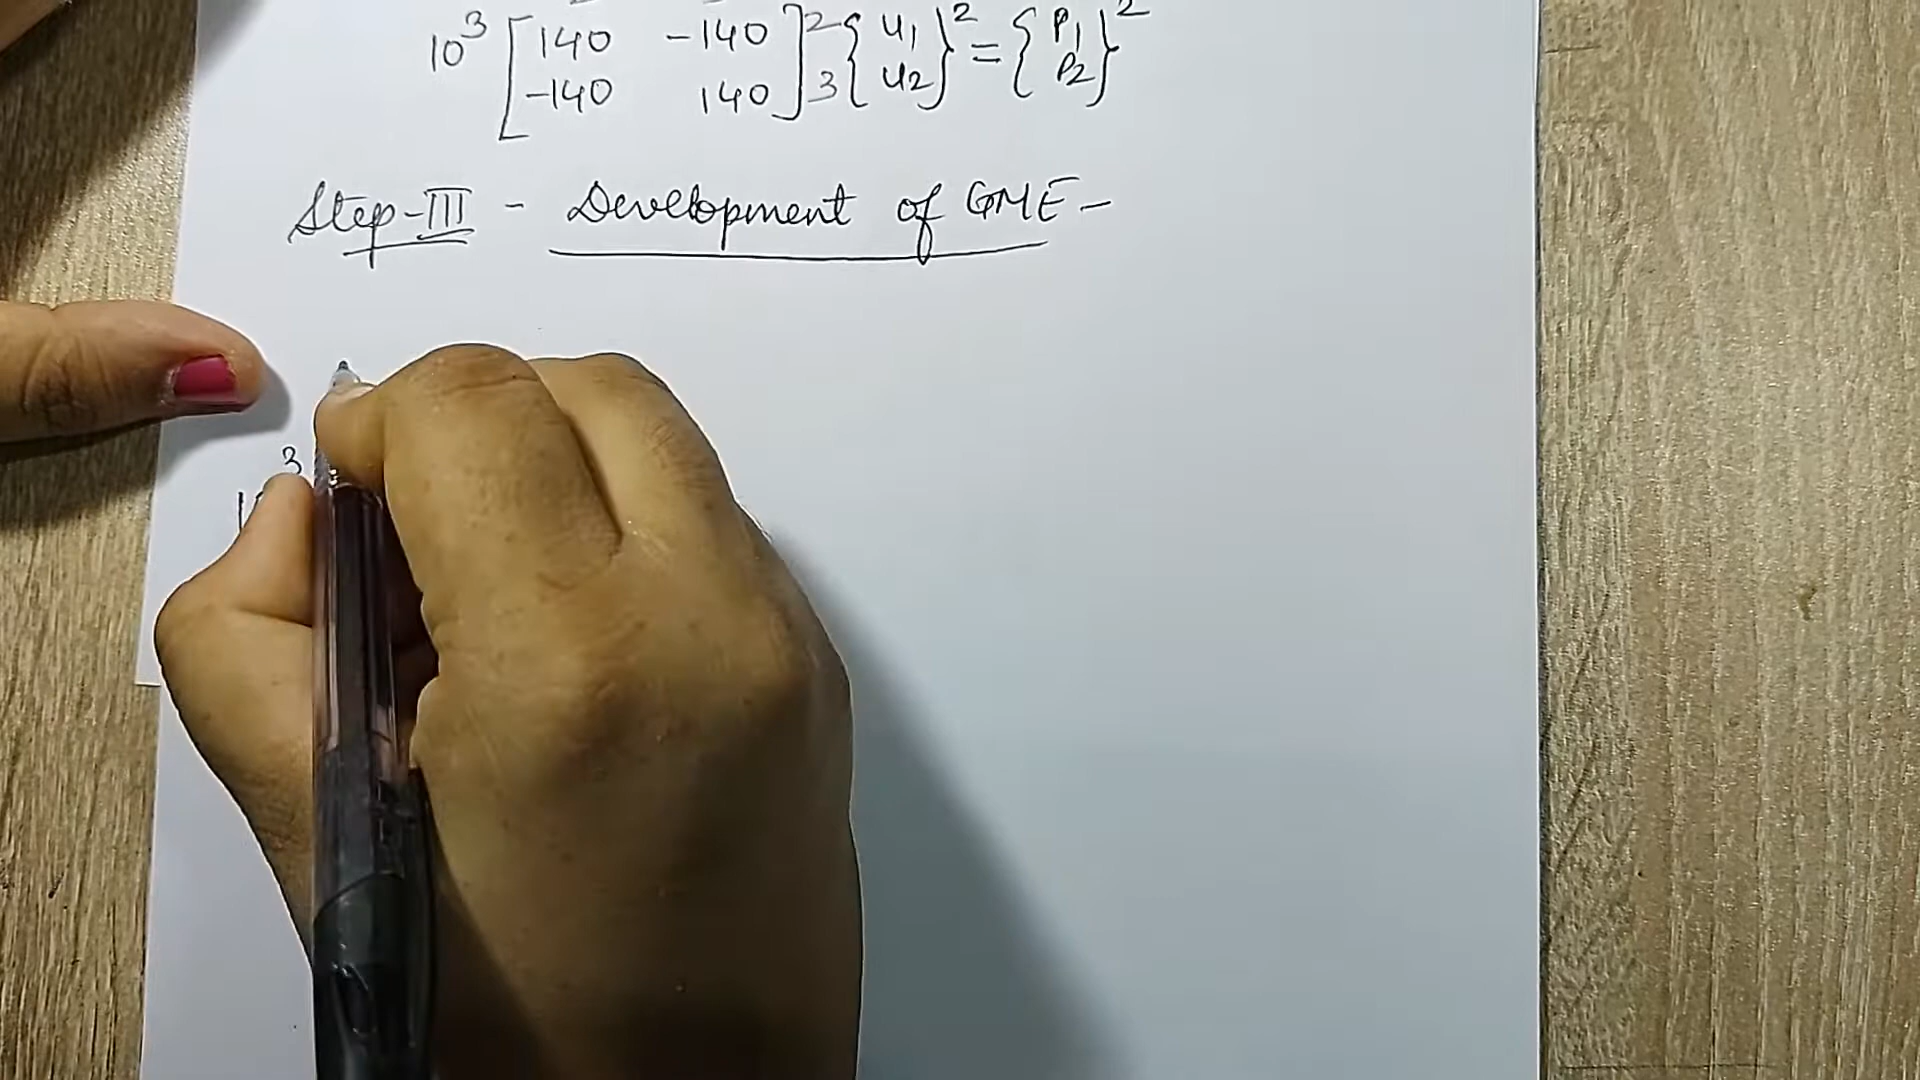 10³ [140 -140] 2 {u1}² = {P1}²
[-140 140] 3 {u2} {P2}
Step-III - Development of GME-
3